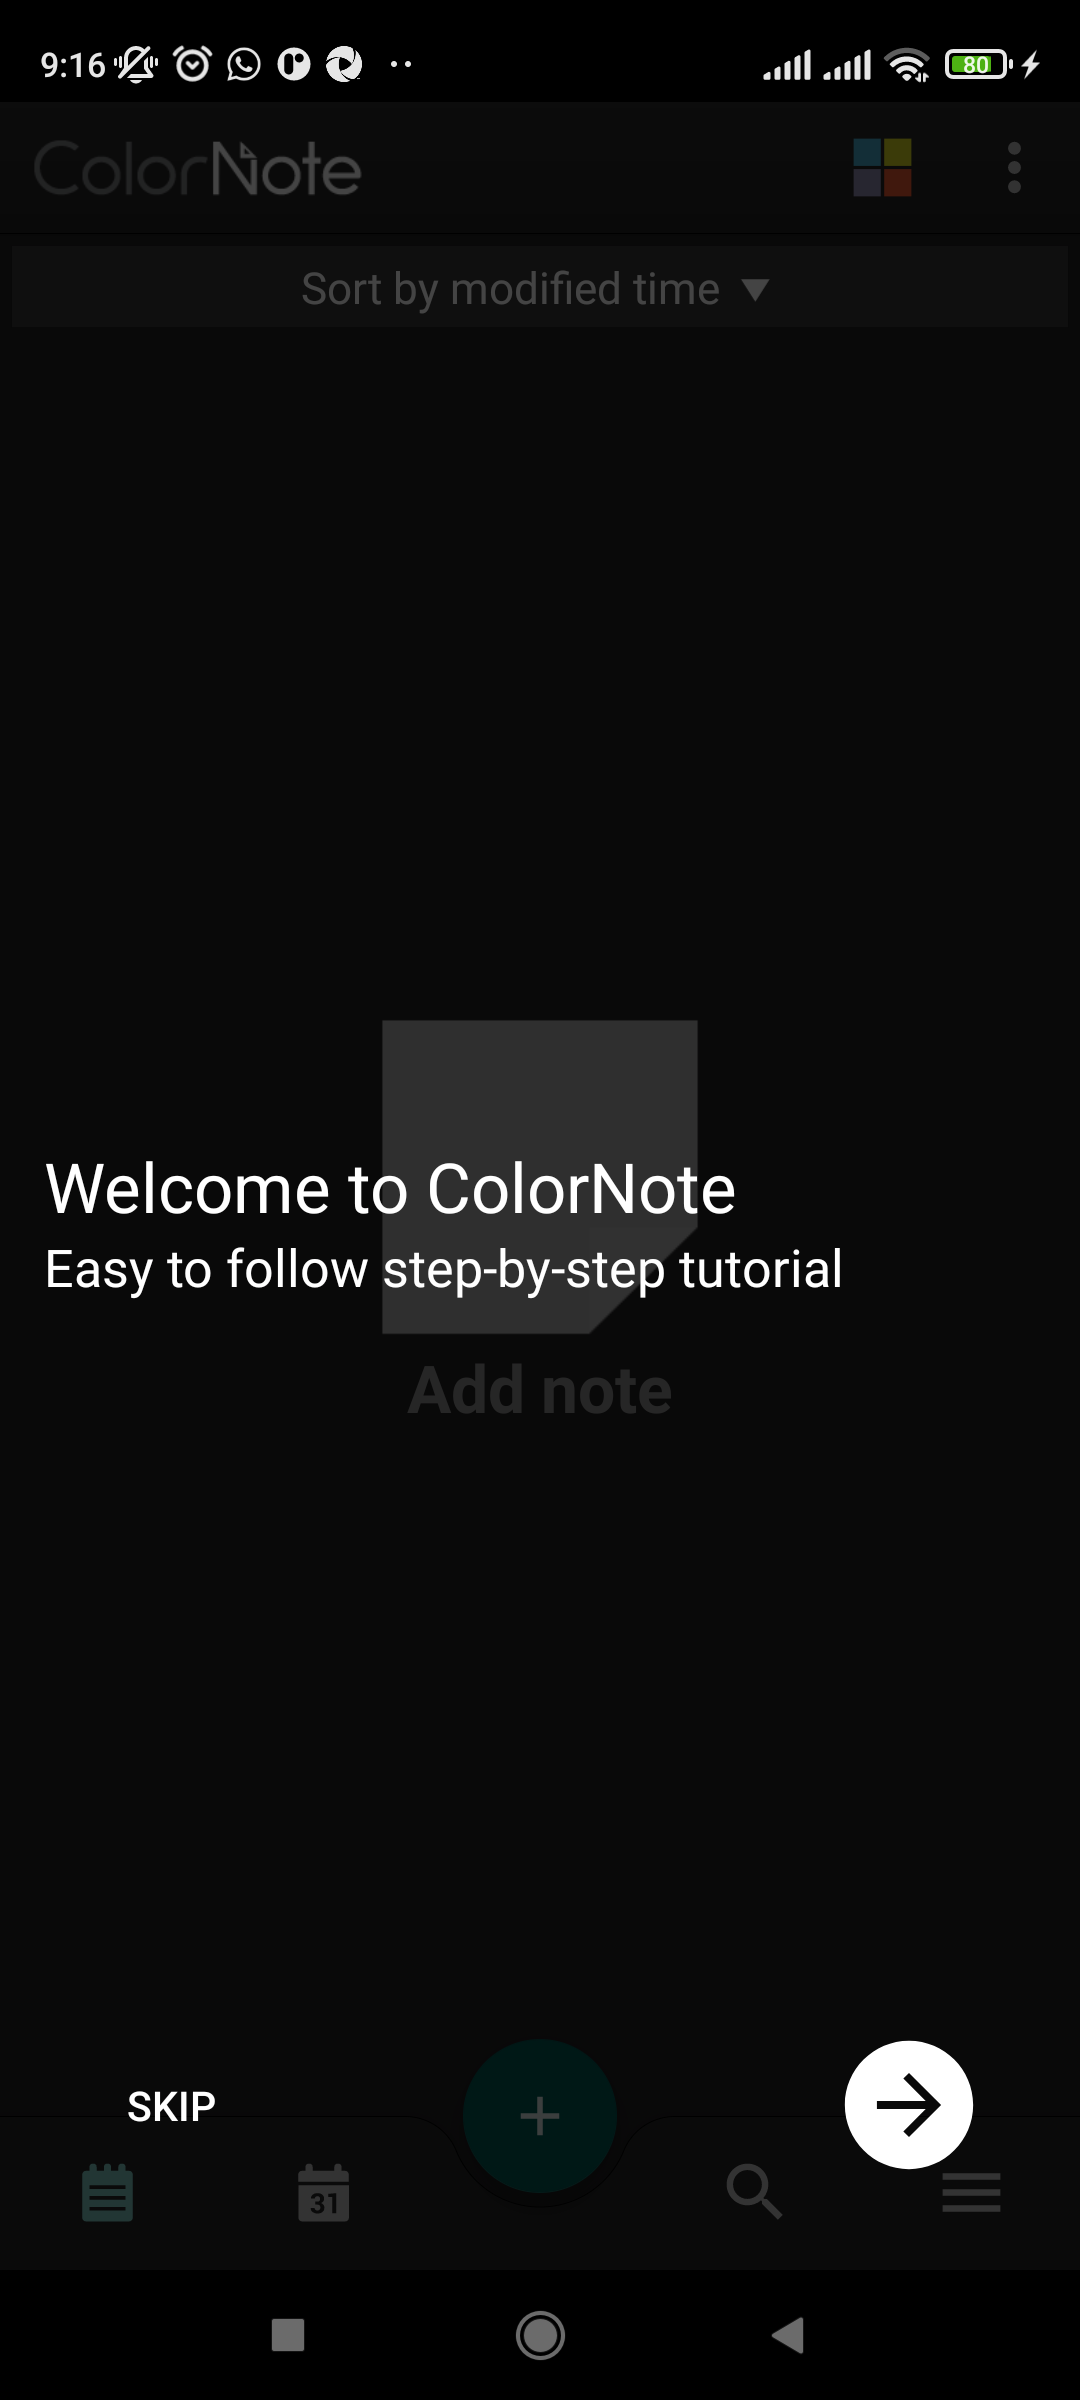 9:16
80
ColorNote
Sort by modified time
Welcome to ColorNote
Easy to follow step-by-step tutorial
Add note
SKIP
31